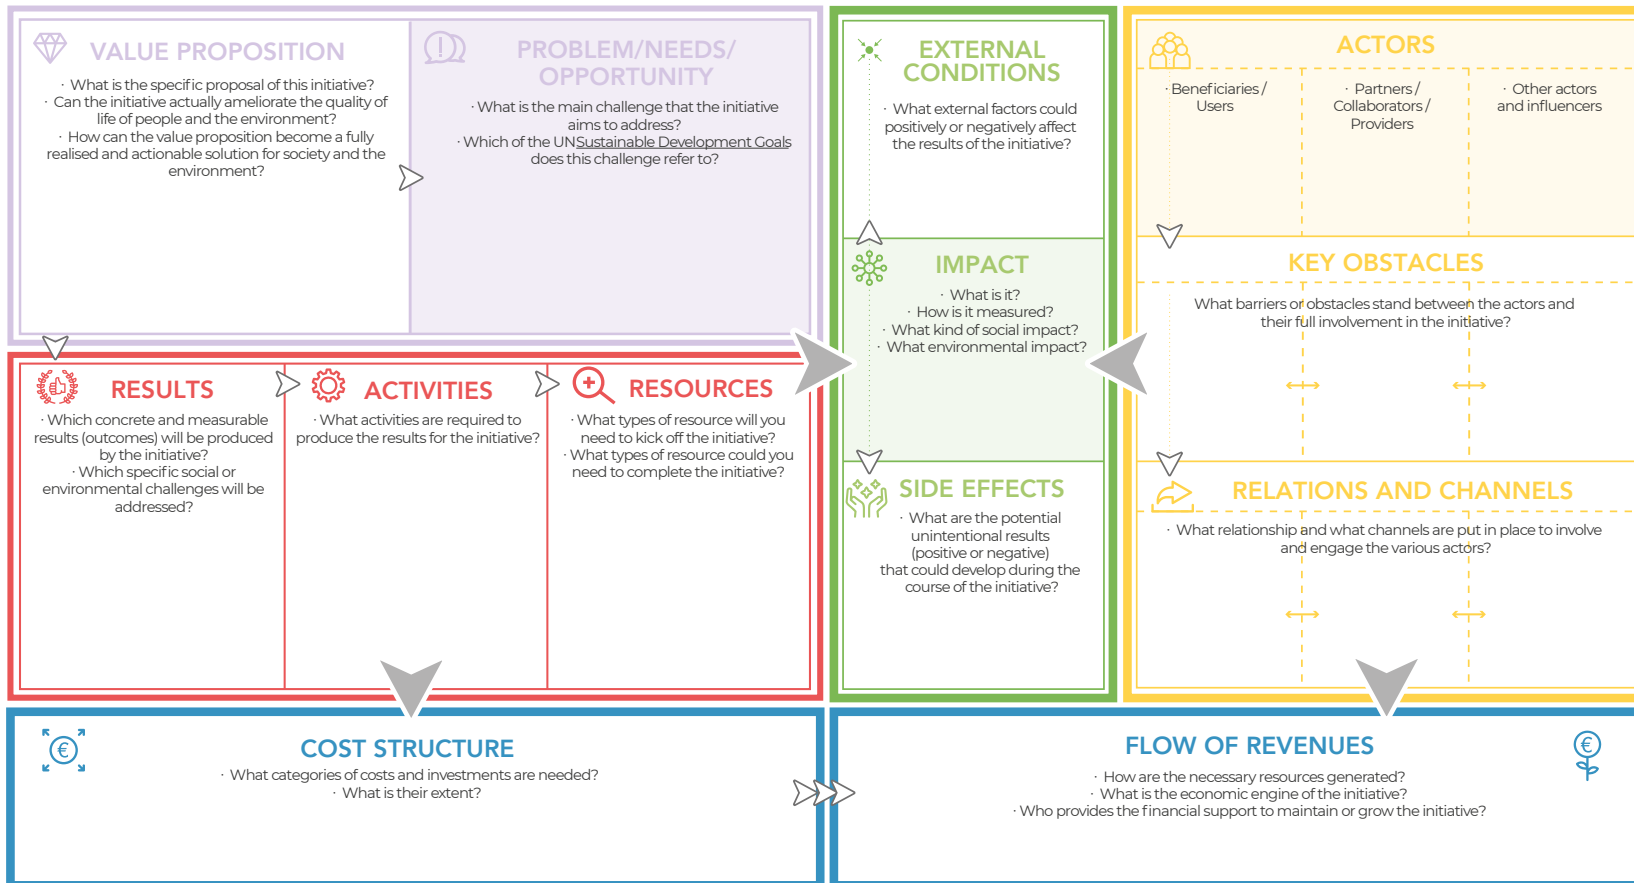 VALUE PROPOSITION
· What is the specific proposal of this initiative?
· Can the initiative actually ameliorate the quality of
life of people and the environment?
· How can the value proposition become a fully
realised and actionable solution for society and the
environment?
PROBLEM/NEEDS/
OPPORTUNITY
· What is the main challenge that the initiative
aims to address?
· Which of the UN Sustainable Development Goals
does this challenge refer to?
RESULTS
· Which concrete and measurable
results (outcomes) will be produced
by the initiative?
· Which specific social or
environmental challenges will be
addressed?
ACTIVITIES
· What activities are required to
produce the results for the initiative?
RESOURCES
· What types of resource will you
need to kick off the initiative?
· What types of resource could you
need to complete the initiative?
EXTERNAL
CONDITIONS
· What external factors could
positively or negatively affect
the results of the initiative?
IMPACT
· What is it?
· How is it measured?
· What kind of social impact?
· What environmental impact?
SIDE EFFECTS
· What are the potential
unintentional results
(positive or negative)
that could develop during the
course of the initiative?
ACTORS
· Beneficiaries /
Users
· Partners /
Collaborators /
Providers
· Other actors
and influencers
KEY OBSTACLES
What barriers or obstacles stand between the actors and
their full involvement in the initiative?
RELATIONS AND CHANNELS
· What relationship and what channels are put in place to involve
and engage the various actors?
€
COST STRUCTURE
· What categories of costs and investments are needed?
· What is their extent?
FLOW OF REVENUES
€
· How are the necessary resources generated?
· What is the economic engine of the initiative?
· Who provides the financial support to maintain or grow the initiative?